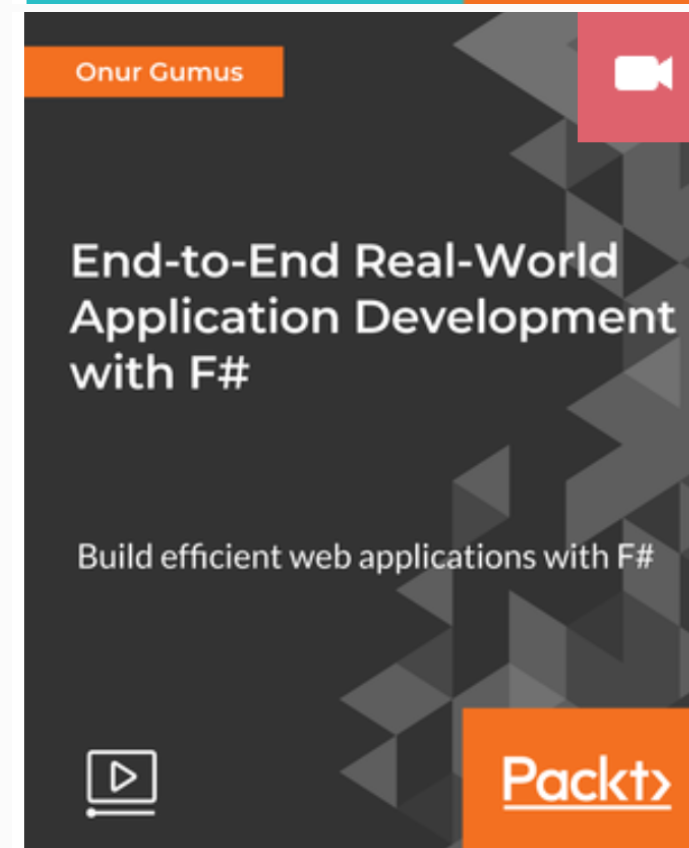 Onur Gumus
End-to-End Real-World
Application Development
with F#
Build efficient web applications with F#
Packt>